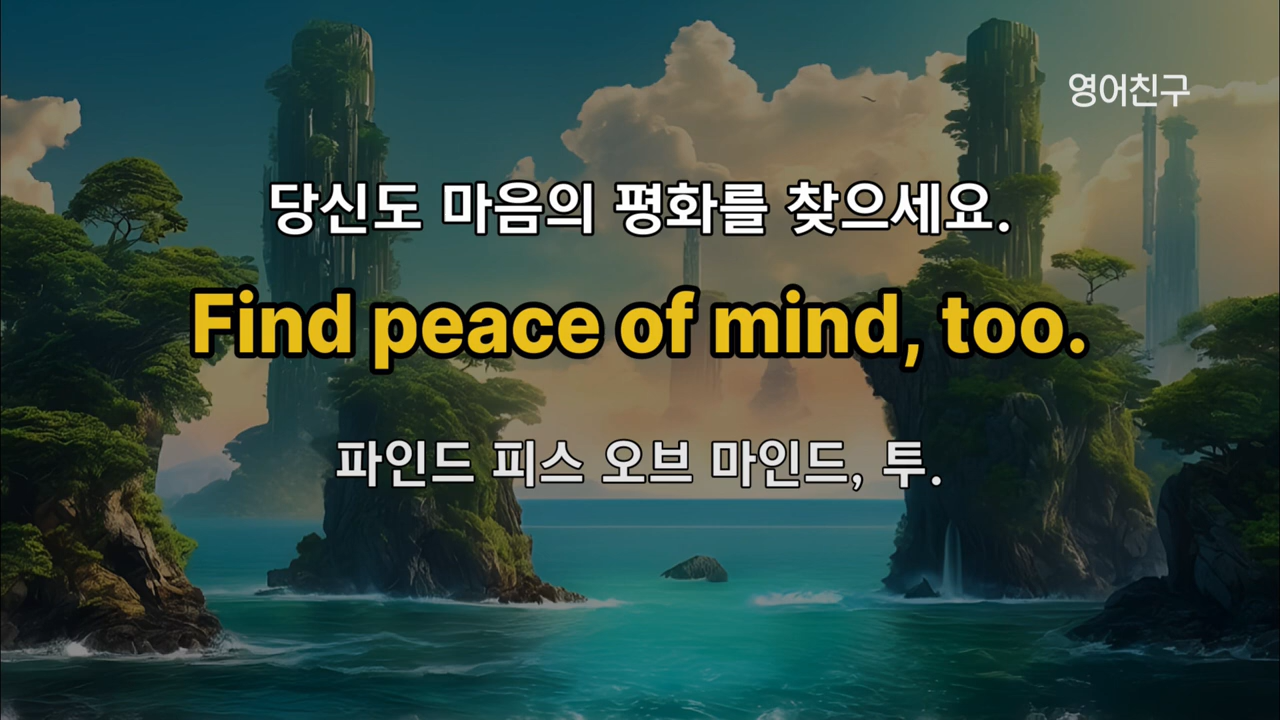 영어친구
당신도 마음의 평화를 찾으세요.
Find peace of mind, too.
파인드 피스 오브 마인드, 투.